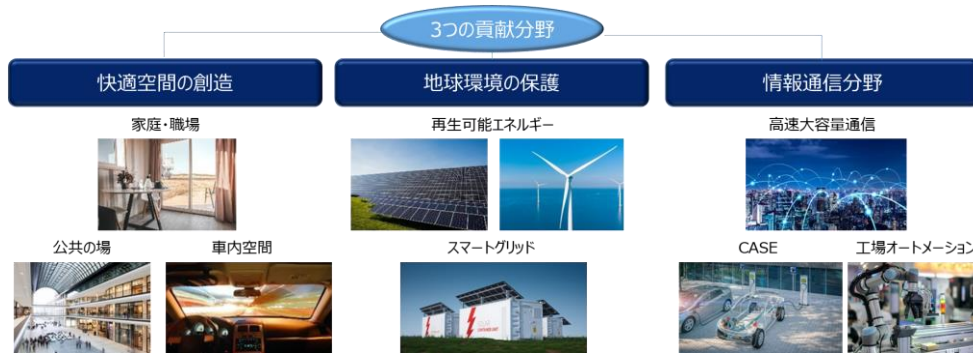 3つの貢献分野
快適空間の創造
地球環境の保護
情報通信分野
家庭・職場
再生可能エネルギー
高速大容量通信
公共の場
車内空間
スマートグリッド
CASE
工場オートメーション